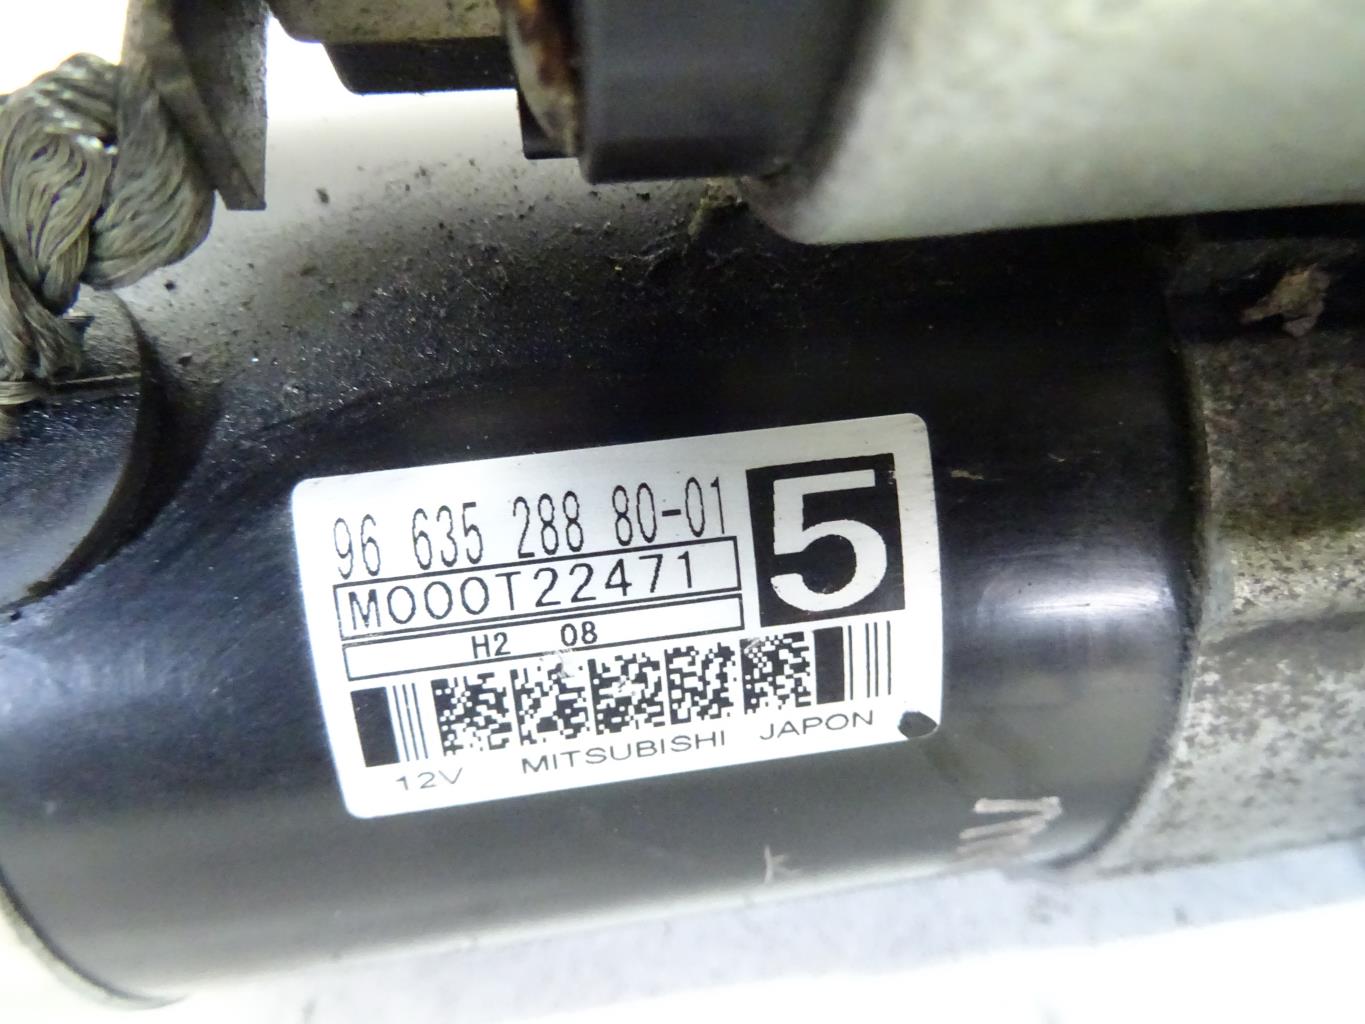 96 635 288 80-01
5
M000T22471
H2 08
12V MITSUBISHI JAPON